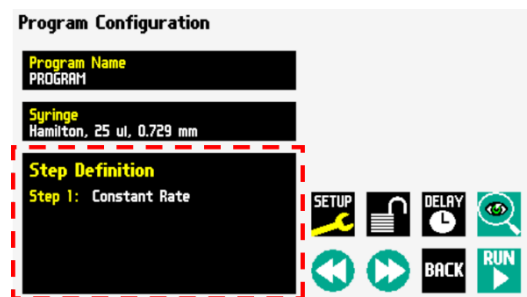 Program Configuration
Program Name
PROGRAM
Syringe
Hamilton, 25 ul, 0.729 mm
Step Definition
Step 1: Constant Rate
SETUP
DELAY
BACK
RUN